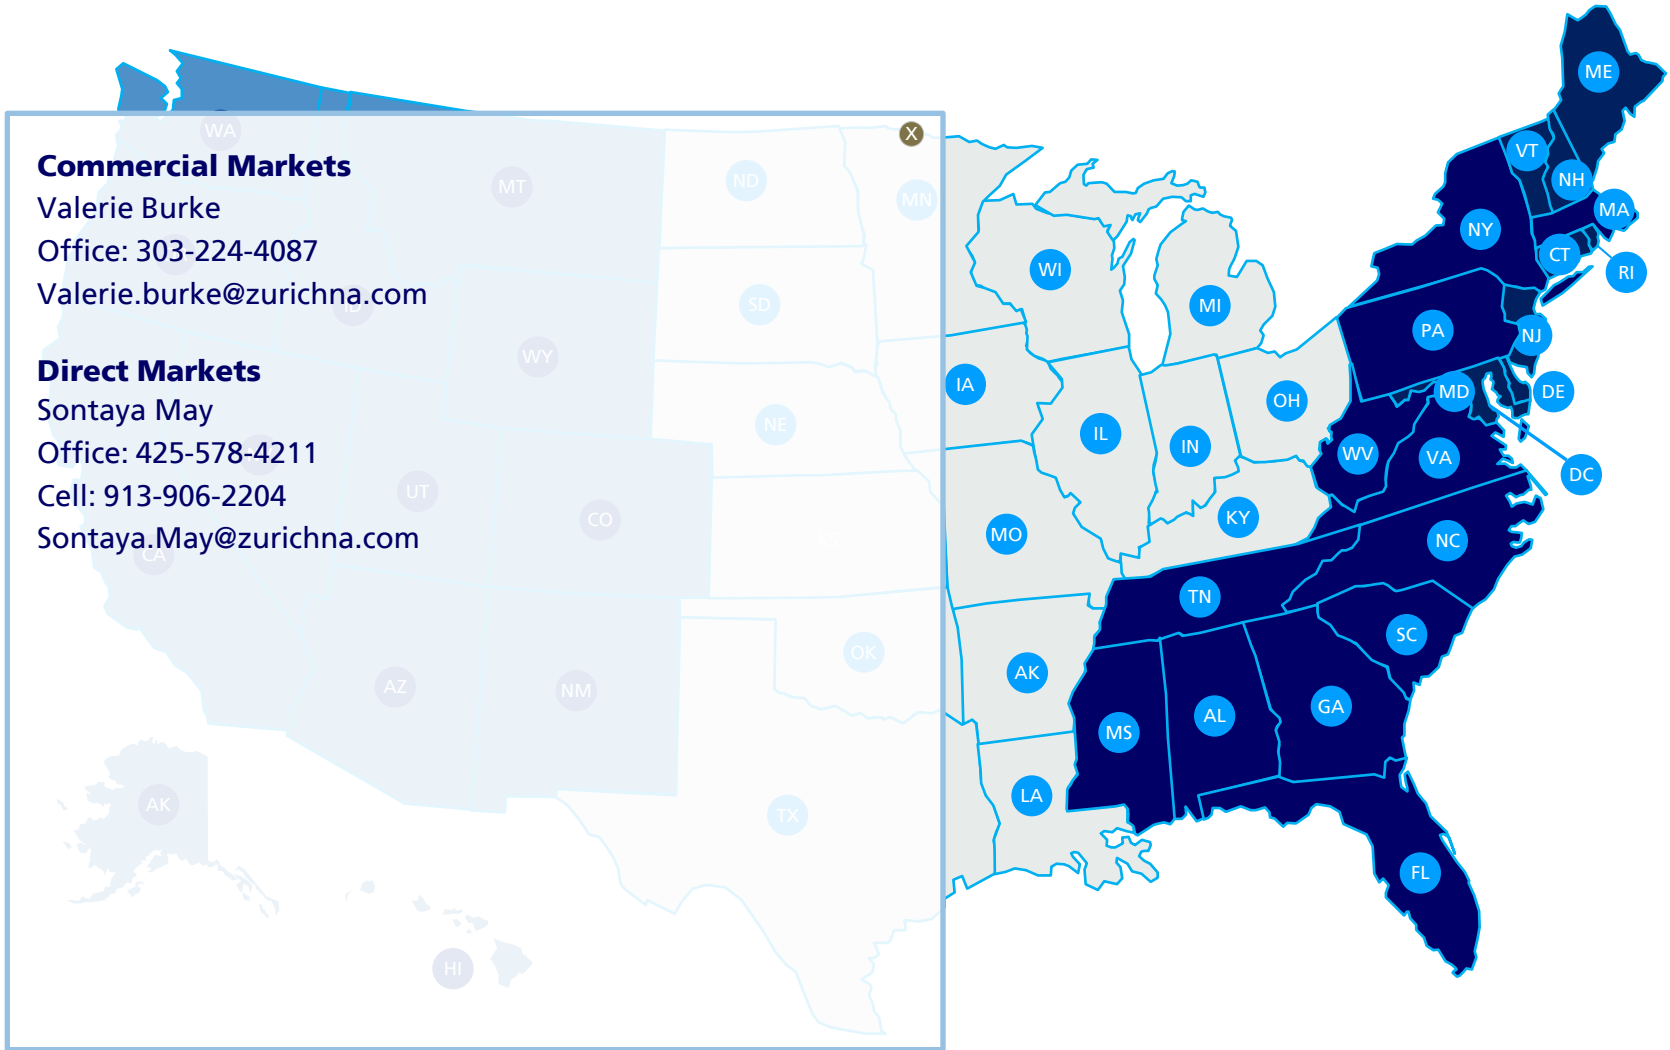 Commercial Markets
Valerie Burke
Office: 303-224-4087
Valerie.burke@zurichna.com
Direct Markets
Sontaya May
Office: 425-578-4211
Cell: 913-906-2204
Sontaya.May@zurichna.com
X
WA
MT
ND
MN
ID
WY
SD
NE
UT
CO
CA
AZ
NM
OK
TX
AK
HI
WI
MI
IA
IL
IN
OH
MO
KY
AK
LA
TN
MS
AL
GA
FL
SC
NC
VA
WV
PA
NY
ME
VT
NH
MA
CT
RI
NJ
MD
DE
DC